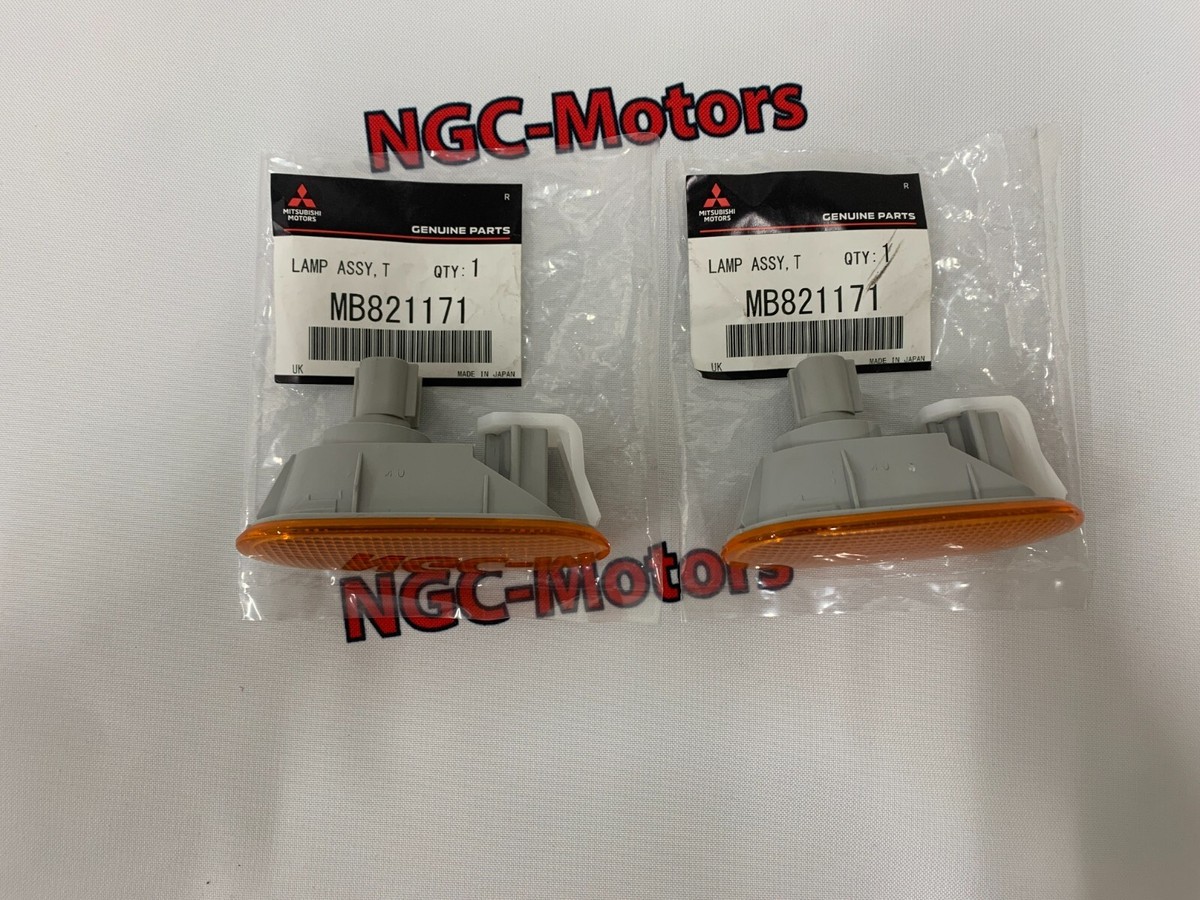 NGC-Motors
MITSUBISHI
MOTORS
R
GENUINE PARTS
LAMP ASSY, T QTY: 1
MB821171
UK
MADE IN JAPAN
MITSUBISHI
MOTORS
R
GENUINE PARTS
LAMP ASSY, T QTY: 1
MB821171
UK
MADE IN JAPAN
NGC-Motors